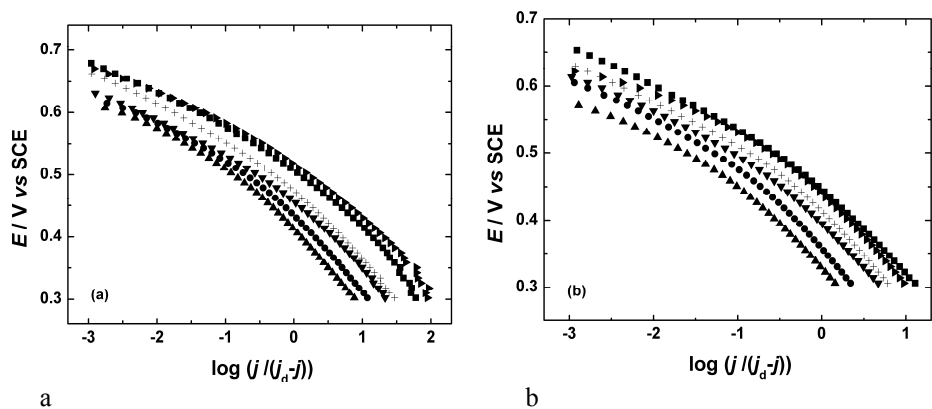 0.7
0.6
0.5
0.4
0.3
E / V vs SCE
(a)
-3 -2 -1 0 1 2
log (j /(jd-j))
a
0.7
0.6
0.5
0.4
0.3
E / V vs SCE
(b)
-3 -2 -1 0 1
log (j /(jd-j))
b